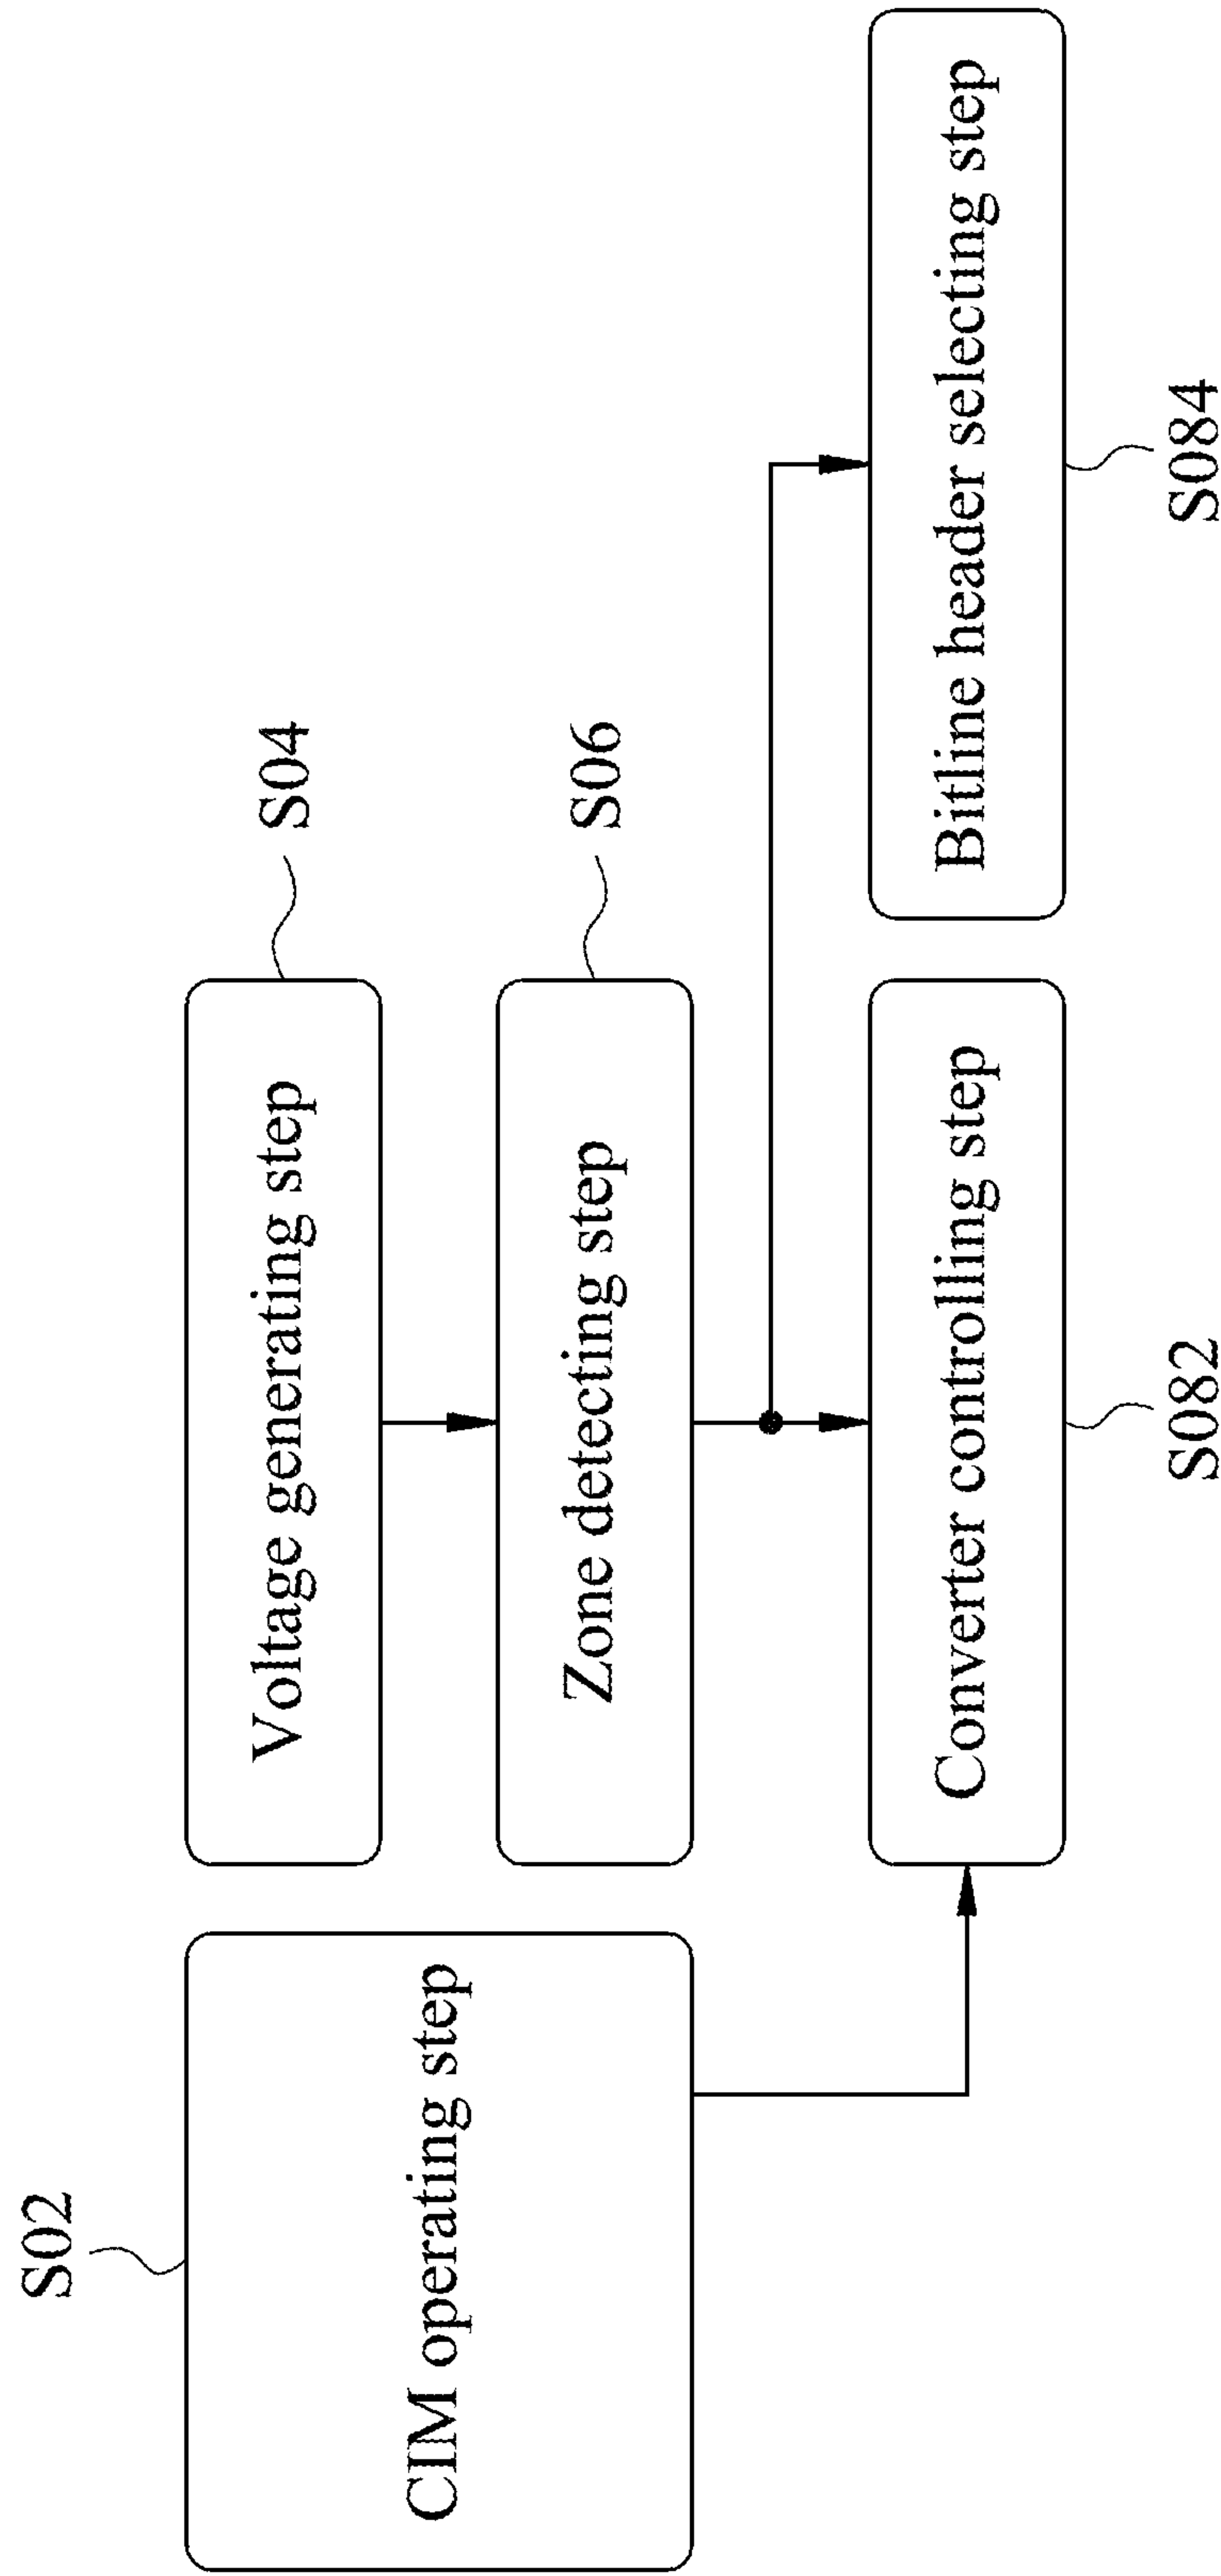 S02
CIM operating step
Voltage generating step
S04
Zone detecting step
S06
Converter controlling step
S082
Bitline header selecting step
S084